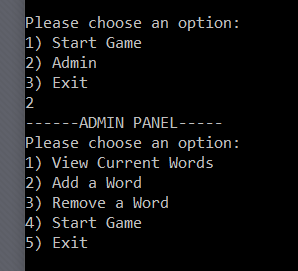 Please choose an option:
1) Start Game
2) Admin
3) Exit
2
------ADMIN PANEL-----
Please choose an option:
1) View Current Words
2) Add a Word
3) Remove a Word
4) Start Game
5) Exit